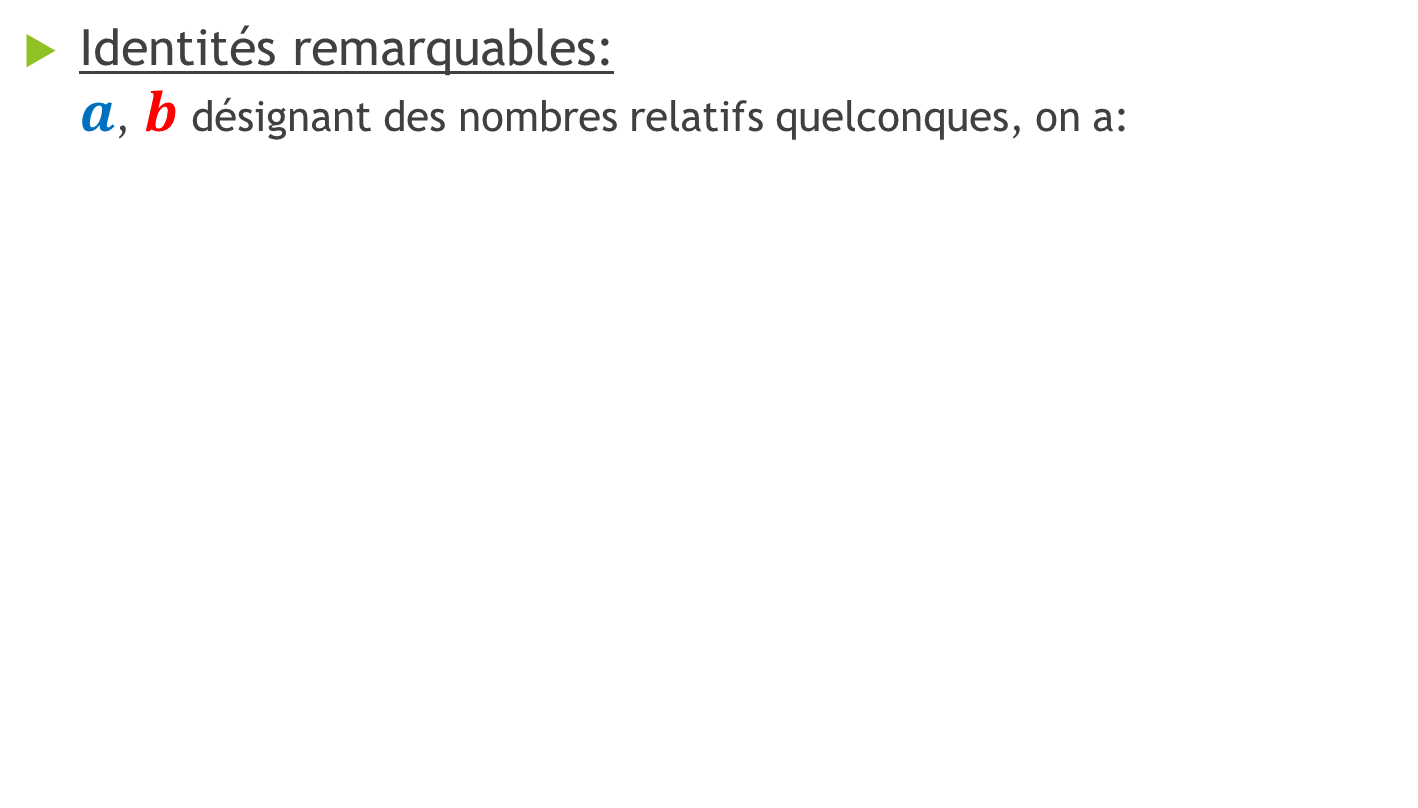 Identités remarquables:
a, b désignant des nombres relatifs quelconques, on a: